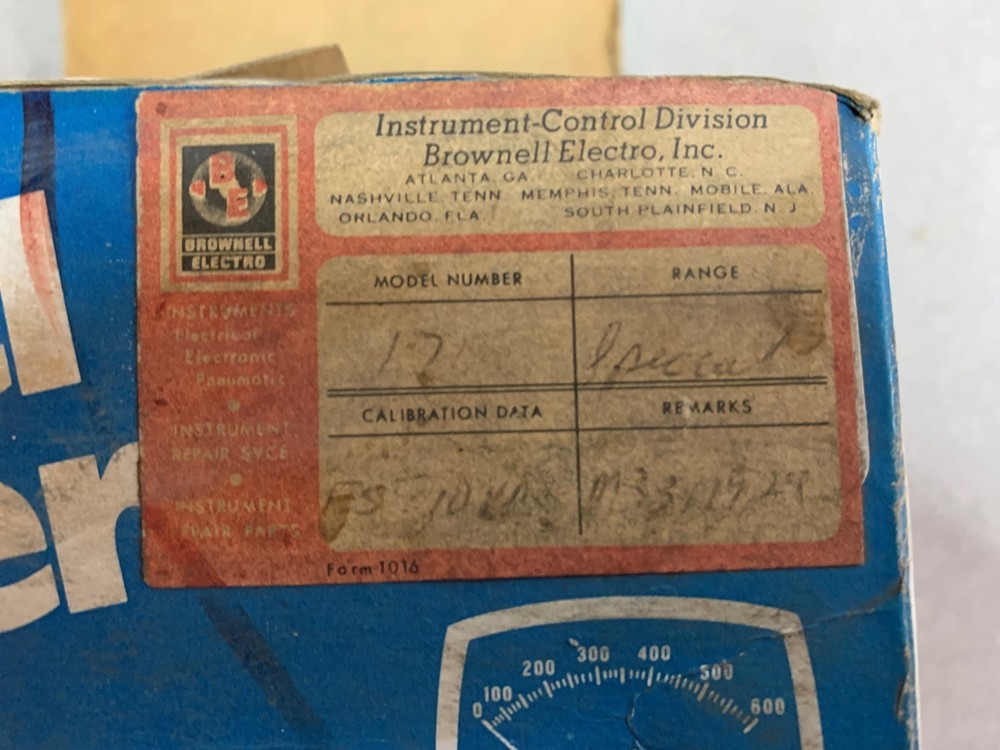 er
B E
BROWNELL
ELECTRO
Instrument-Control Division
Brownell Electro, Inc.
ATLANTA, GA. CHARLOTTE, N. C.
NASHVILLE, TENN. MEMPHIS, TENN. MOBILE, ALA.
ORLANDO, FLA. SOUTH PLAINFIELD, N. J.
INSTRUMENTS
Electrical
Electronic
Pneumatic
INSTRUMENT
REPAIR SVCE
INSTRUMENT
REPAIR PARTS
MODEL NUMBER RANGE
Special
CALIBRATION DATA REMARKS
FS
Form 1016
0 100 200 300 400 500 600